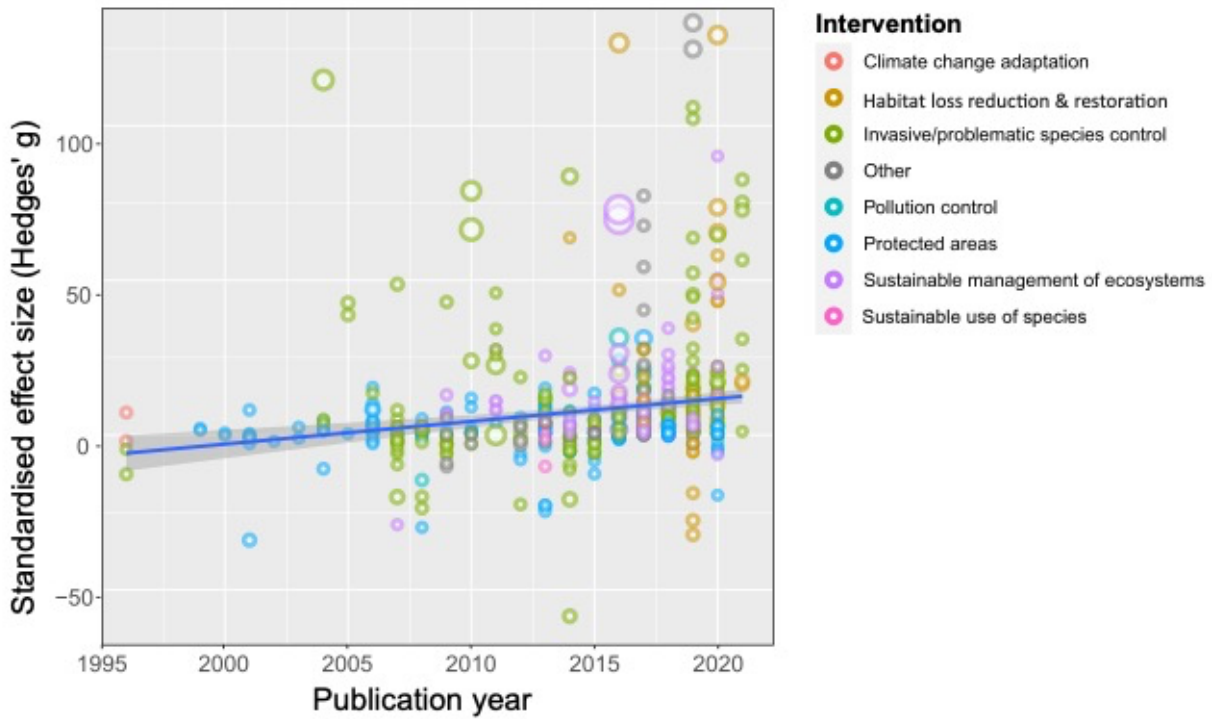 Standardised effect size (Hedges' g)
100
50
0
−50
1995
2000
2005
2010
2015
2020
Publication year
Intervention
Climate change adaptation
Habitat loss reduction & restoration
Invasive/problematic species control
Other
Pollution control
Protected areas
Sustainable management of ecosystems
Sustainable use of species